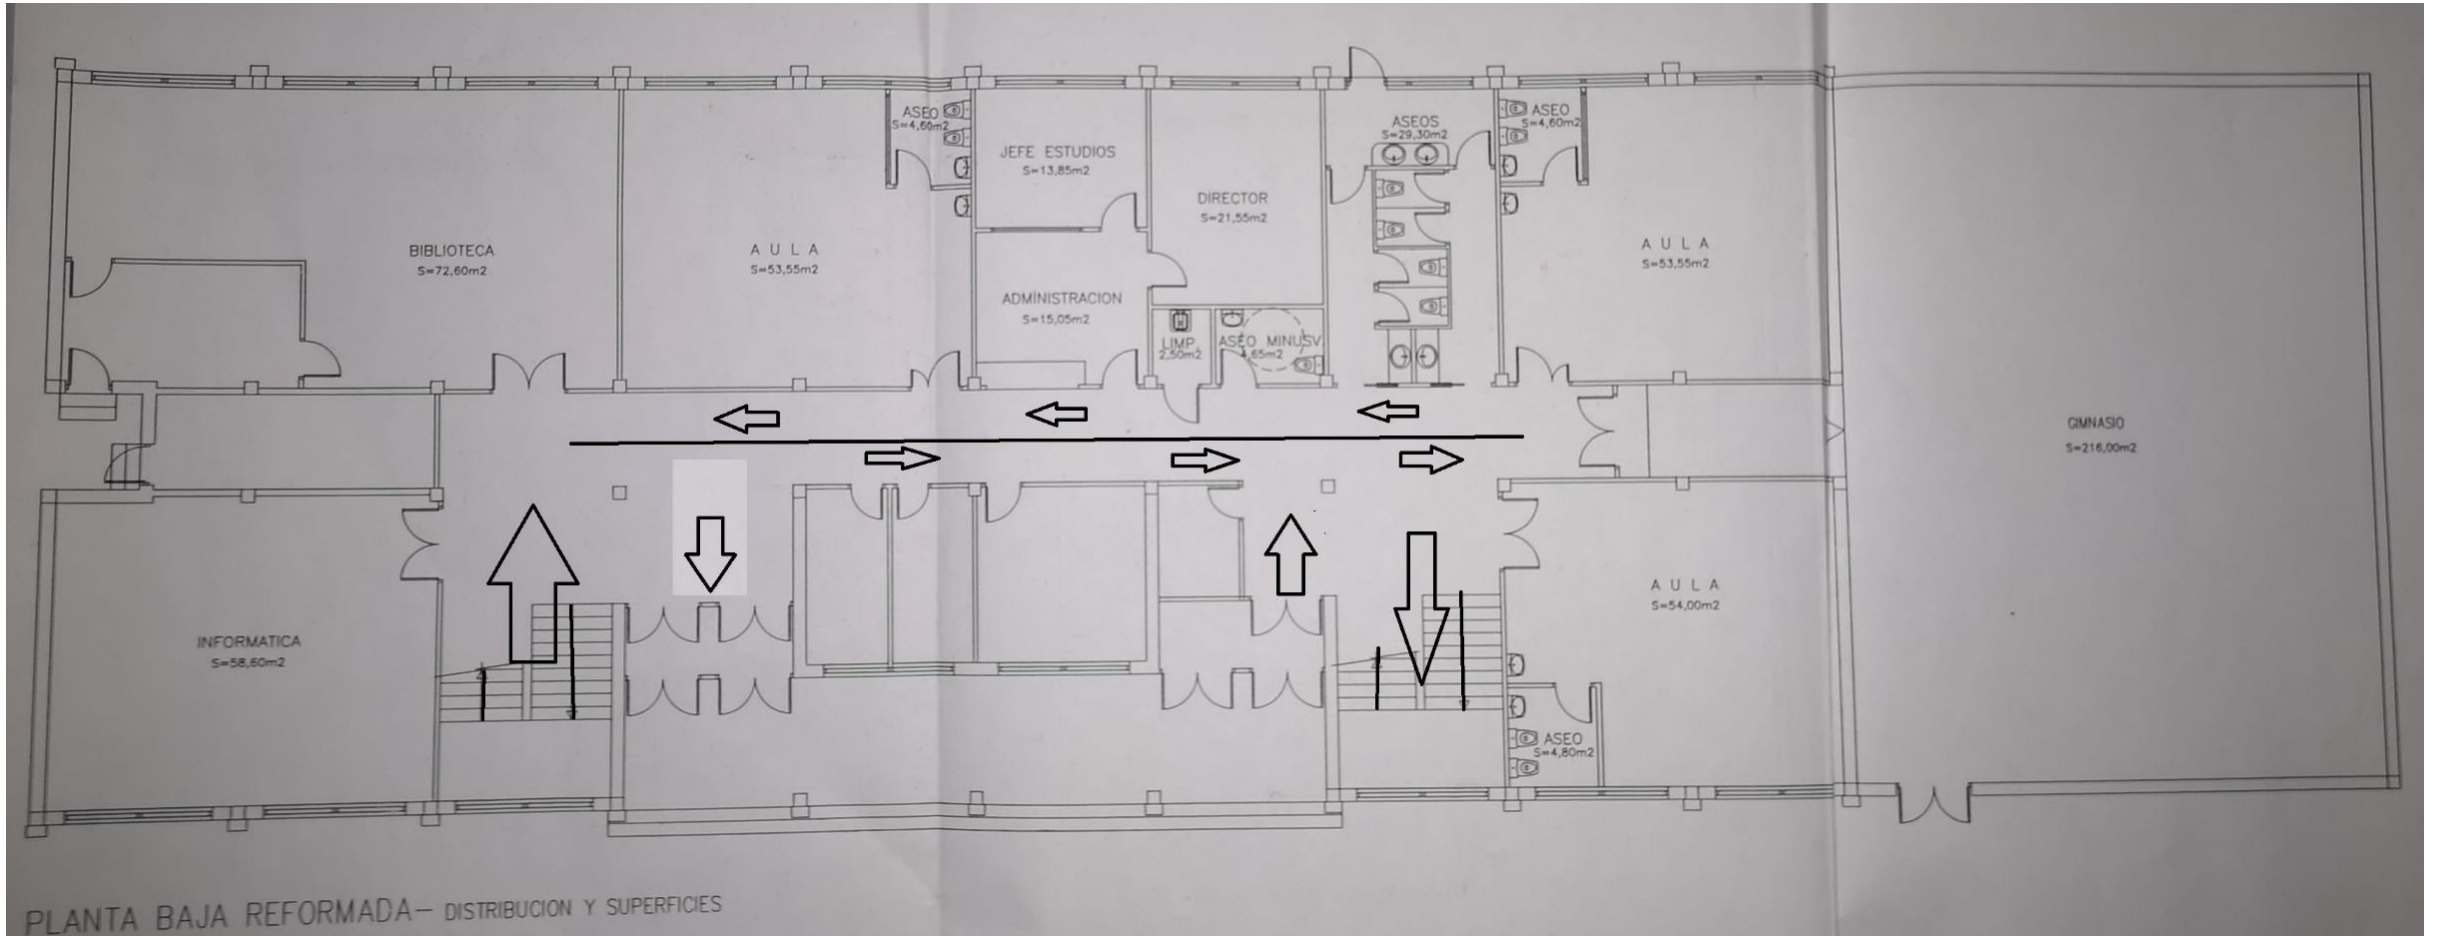 ASEO
S=4,60m2
ASEOS
S=29,30m2
ASEO
S=4,60m2
JEFE ESTUDIOS
S=13,85m2
DIRECTOR
S=21,55m2
BIBLIOTECA
S=72,60m2
A U L A
S=53,55m2
A U L A
S=53,55m2
ADMINISTRACION
S=15,05m2
LIMP.
2,50m2
ASEO MINUSV.
4,65m2
GIMNASIO
S=216,00m2
A U L A
S=54,00m2
INFORMATICA
S=58,60m2
ASEO
S=4,80m2
PLANTA BAJA REFORMADA— DISTRIBUCION Y SUPERFICIES